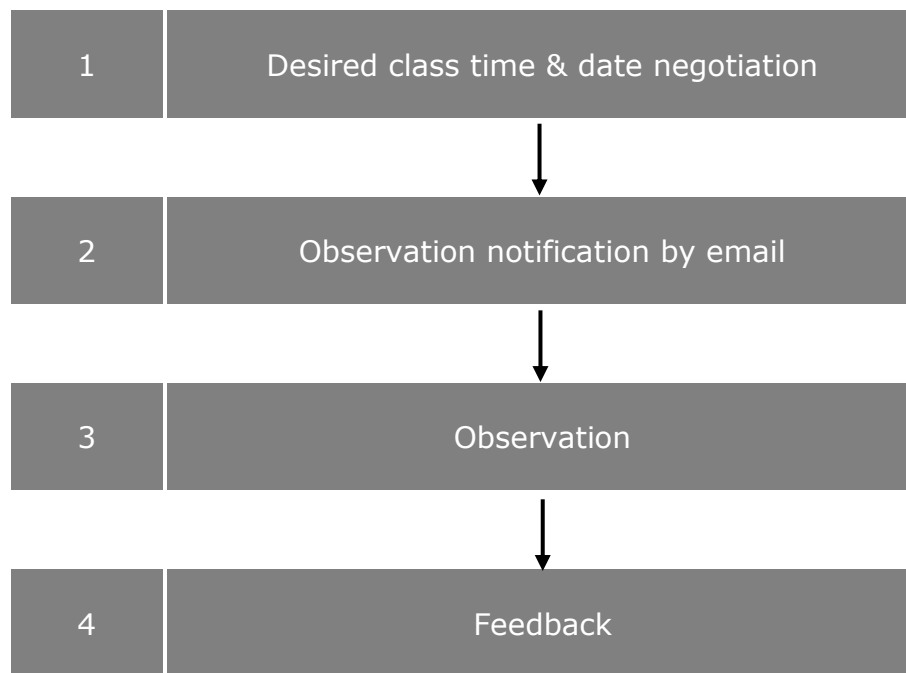 1 Desired class time & date negotiation
2 Observation notification by email
3 Observation
4 Feedback